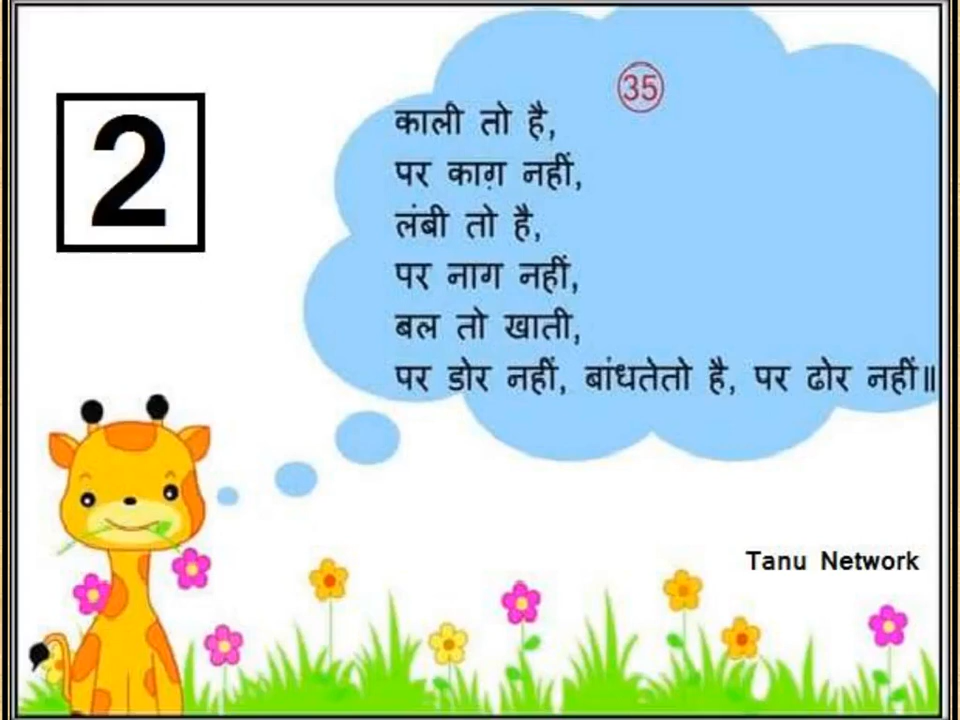 2
35
काली तो है,
पर काग़ नहीं,
लंबी तो है,
पर नाग नहीं,
बल तो खाती,
पर डोर नहीं, बांधतेतो है, पर ढोर नहीं॥
Tanu Network